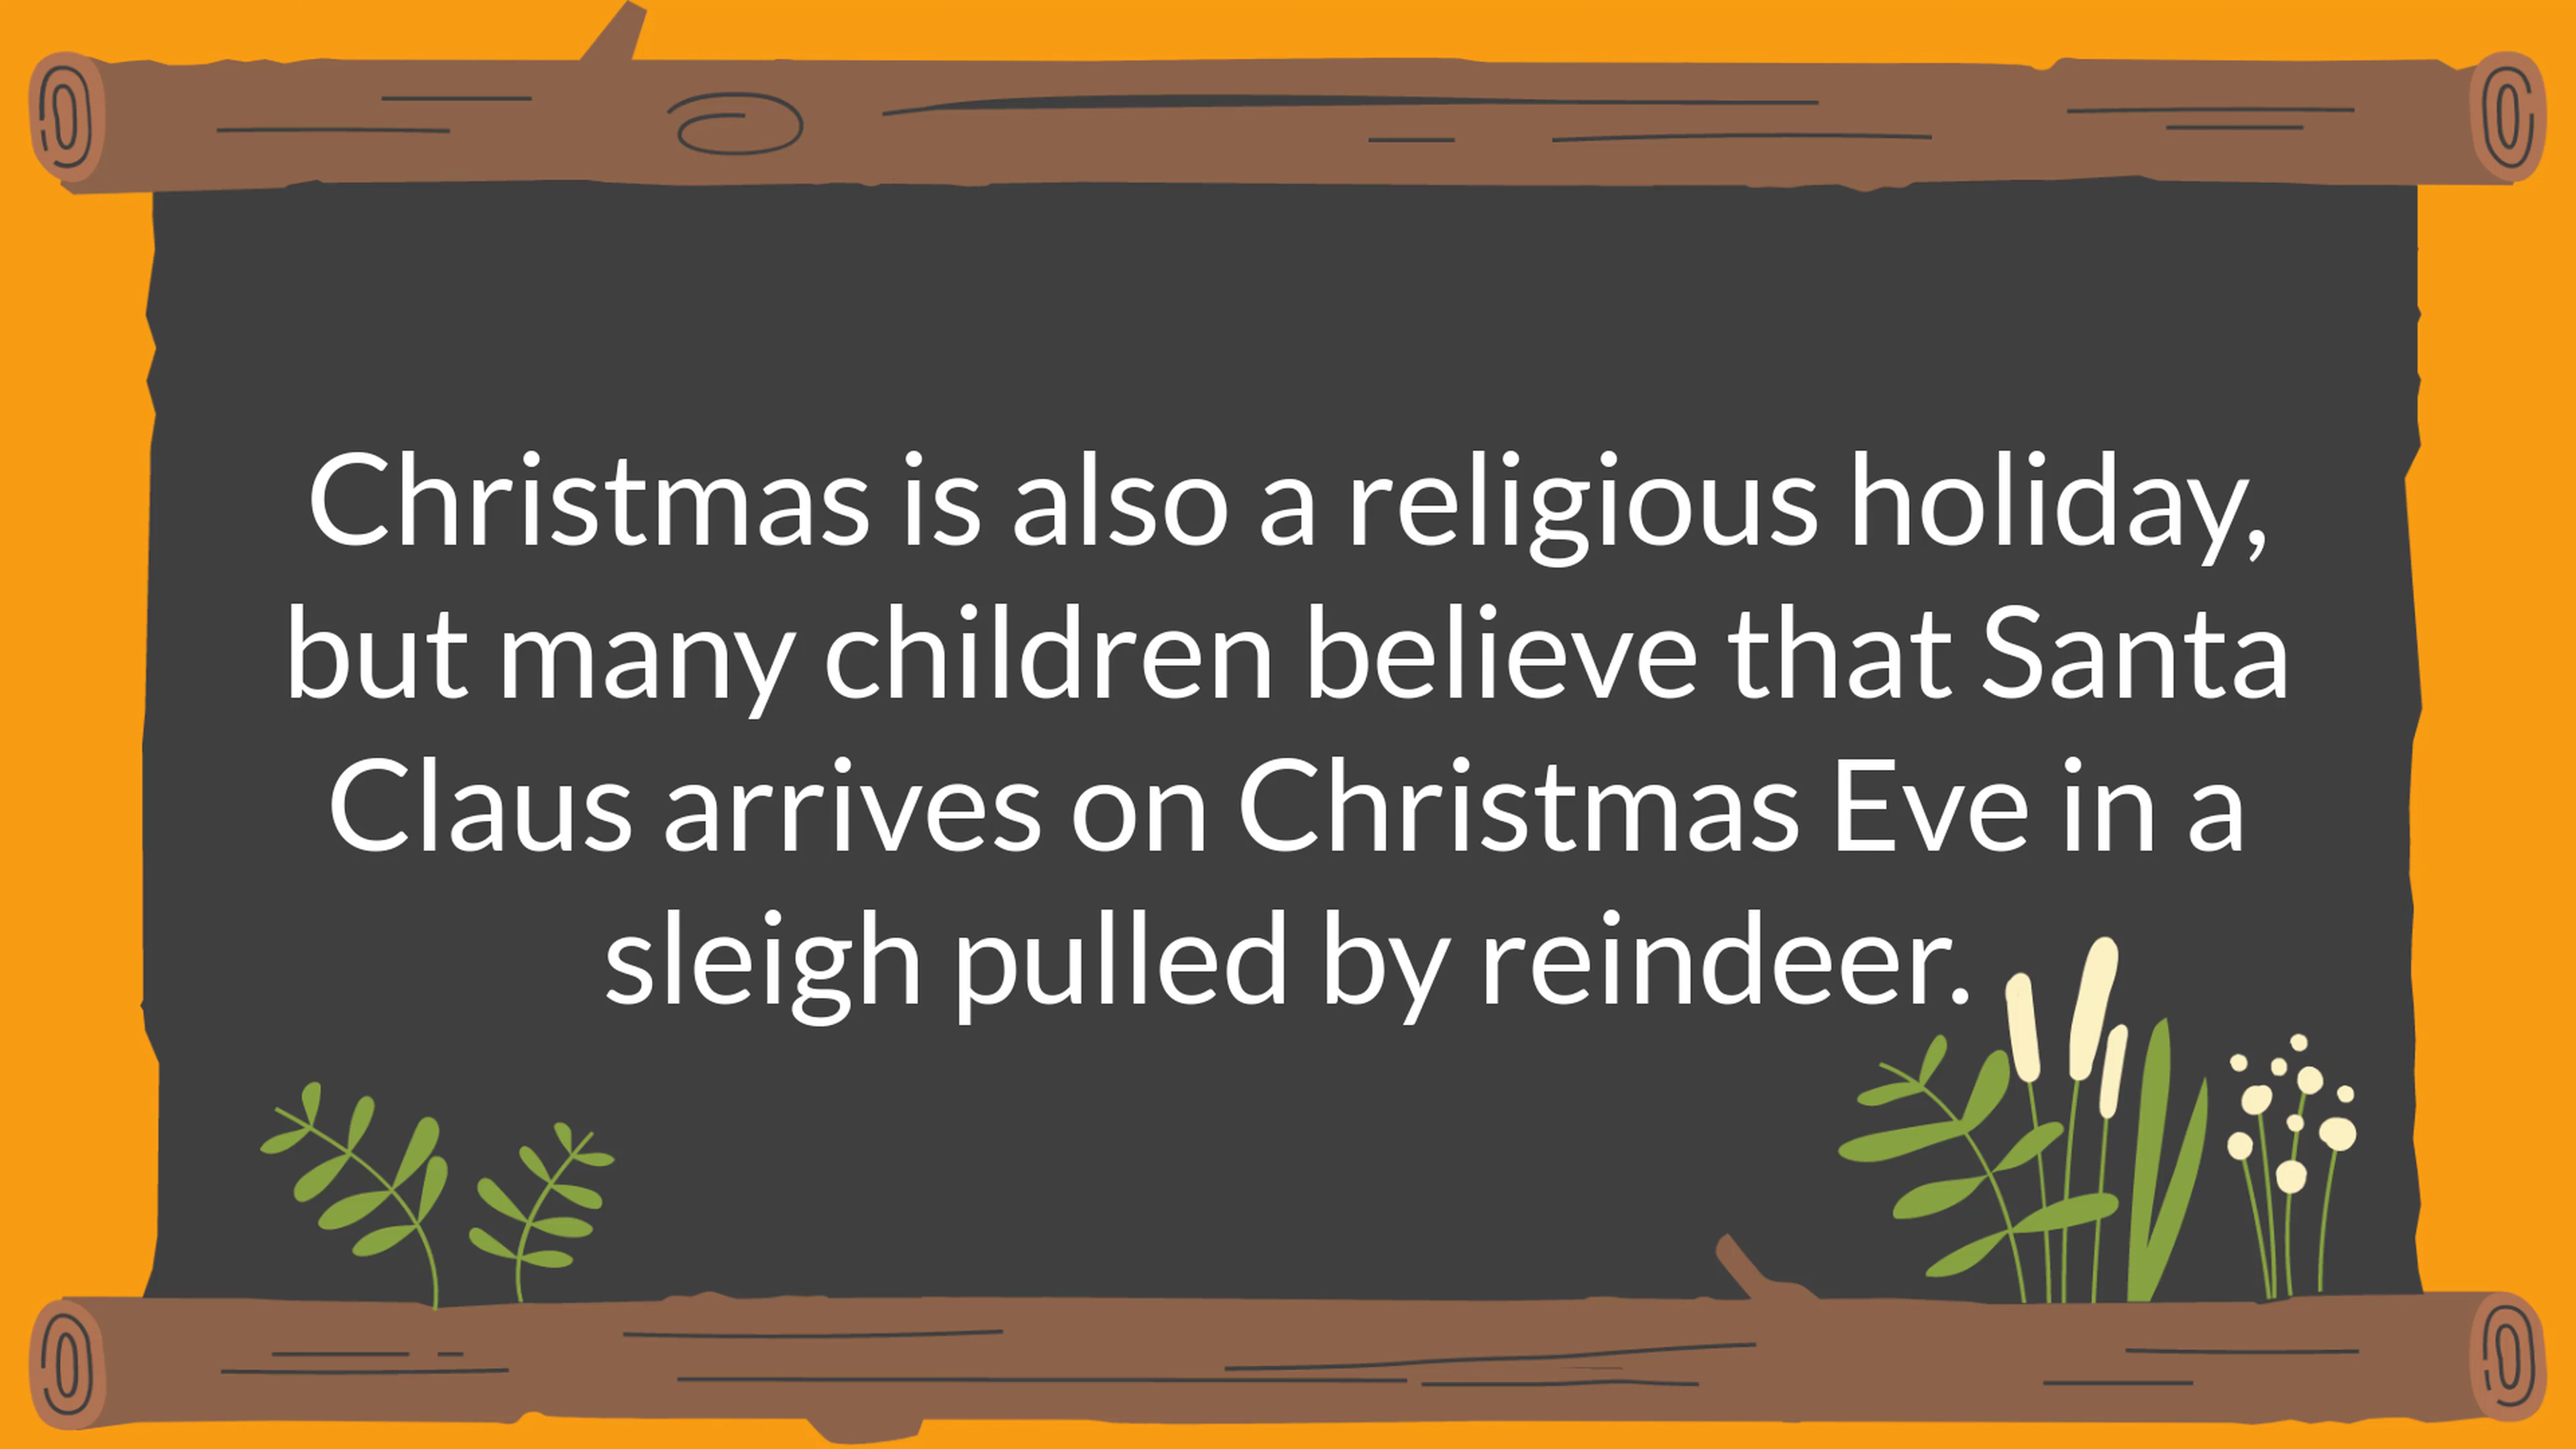 Christmas is also a religious holiday,
but many children believe that Santa
Claus arrives on Christmas Eve in a
sleigh pulled by reindeer.